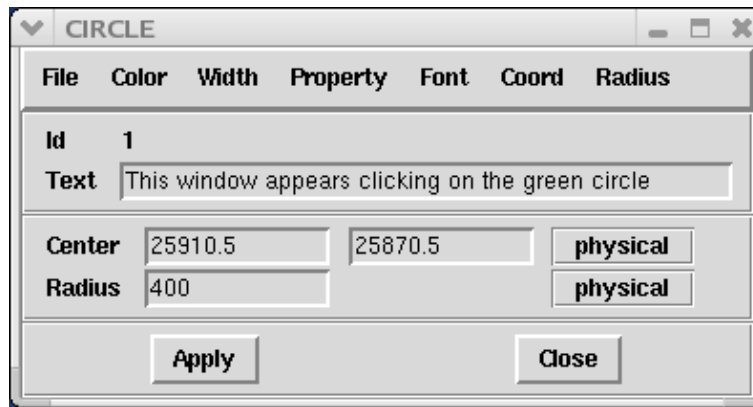 CIRCLE
File Color Width Property Font Coord Radius
Id 1
Text This window appears clicking on the green circle
Center 25910.5 25870.5 physical
Radius 400 physical
Apply Close